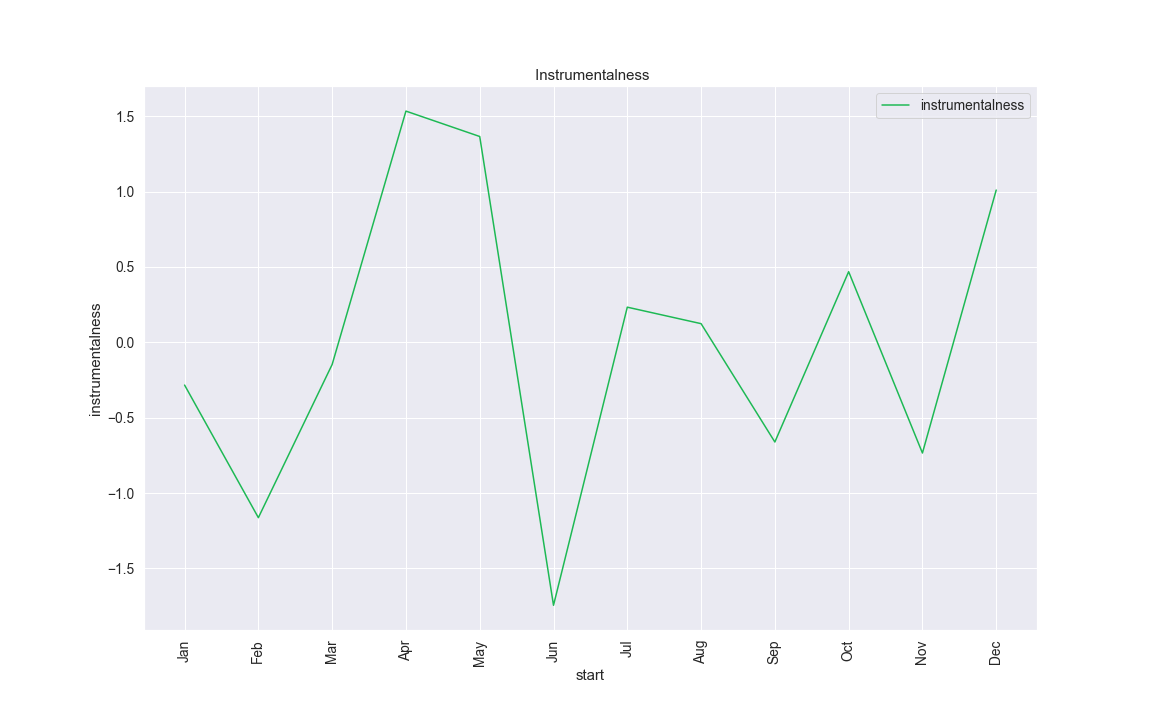 Instrumentalness
instrumentalness
1.5
1.0
0.5
0.0
−0.5
−1.0
−1.5
instrumentalness
Jan
Feb
Mar
Apr
May
Jun
Jul
Aug
Sep
Oct
Nov
Dec
start